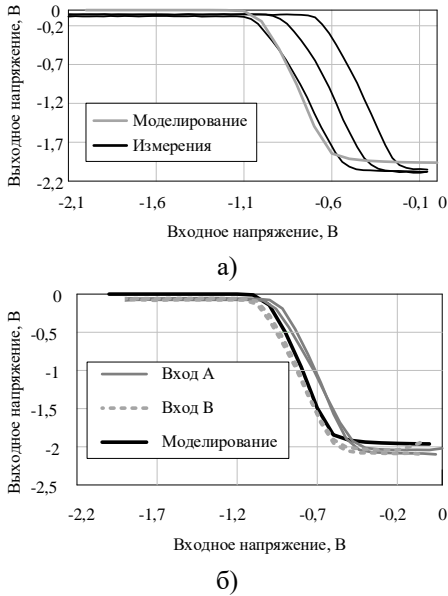 Выходное напряжение, В
0
-0,2
-0,7
-1,2
-1,7
-2,2
Моделирование
Измерения
-2,1 -1,6 -1,1 -0,6 -0,1 0
Входное напряжение, В
а)
Выходное напряжение, В
0
-0,5
-1
-1,5
-2
-2,5
Вход А
Вход В
Моделирование
-2,2 -1,7 -1,2 -0,7 -0,2 0
Входное напряжение, В
б)